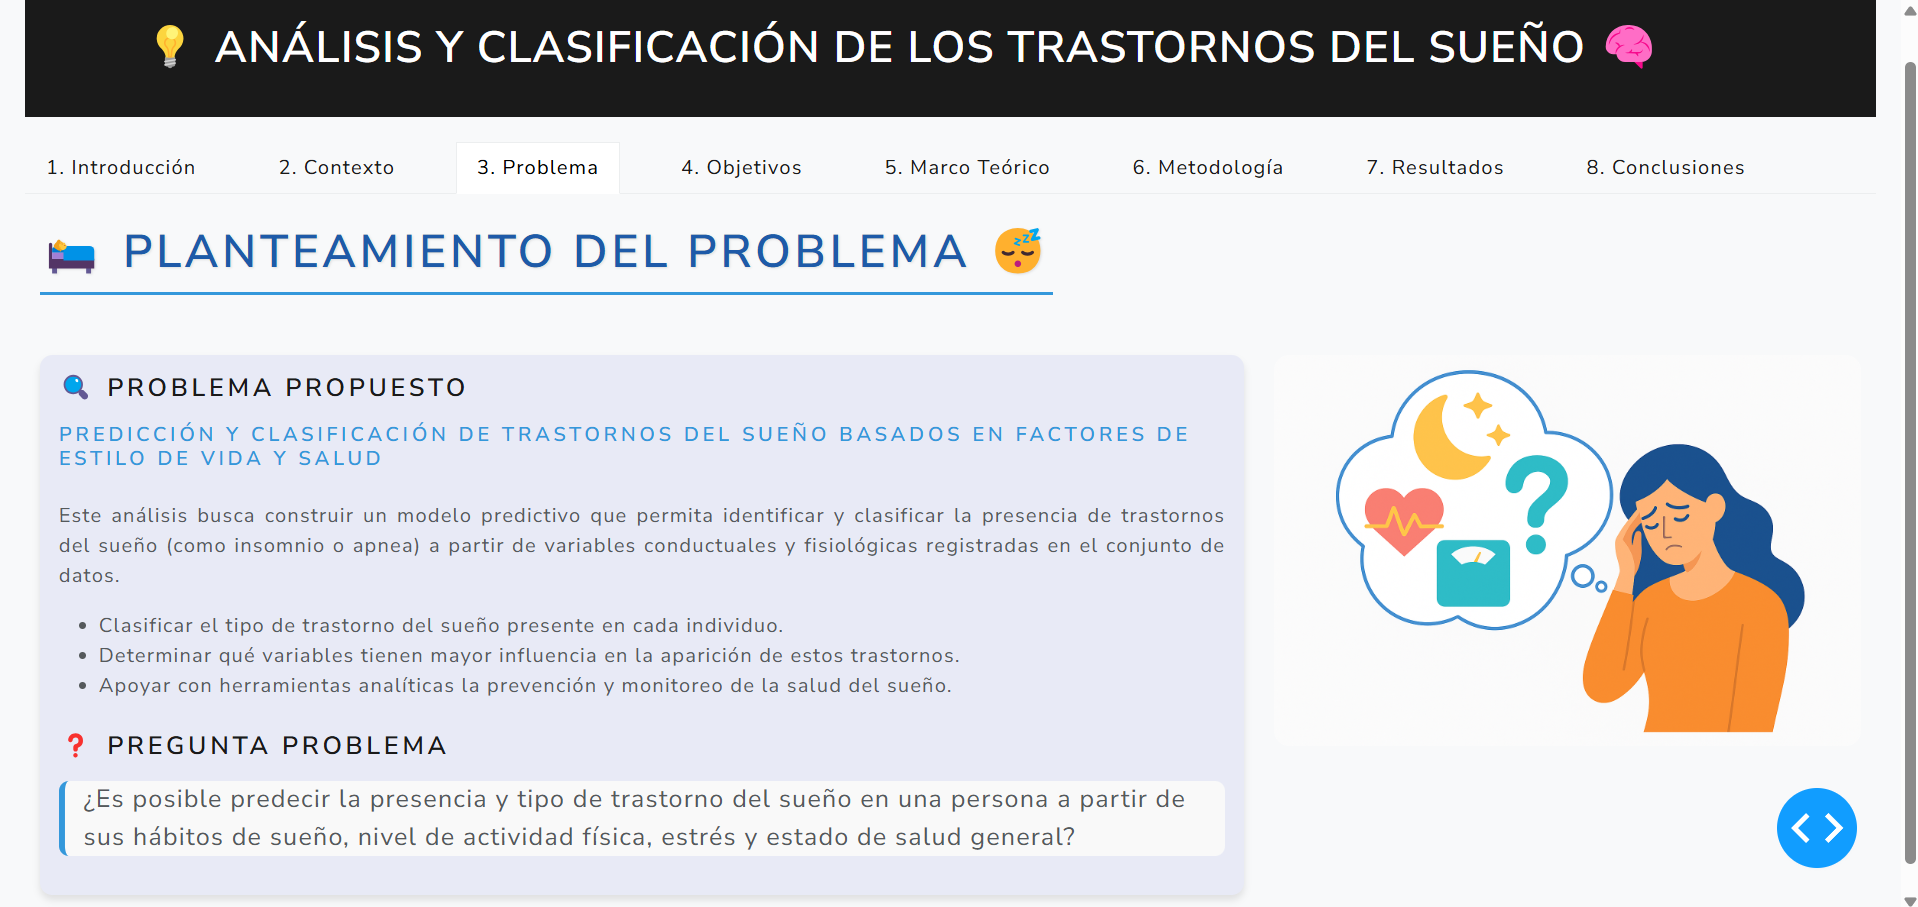 ANÁLISIS Y CLASIFICACIÓN DE LOS TRASTORNOS DEL SUEÑO
1. Introducción
2. Contexto
3. Problema
4. Objetivos
5. Marco Teórico
6. Metodología
7. Resultados
8. Conclusiones
PLANTEAMIENTO DEL PROBLEMA
PROBLEMA PROPUESTO
PREDICCIÓN Y CLASIFICACIÓN DE TRASTORNOS DEL SUEÑO BASADOS EN FACTORES DE
ESTILO DE VIDA Y SALUD
Este análisis busca construir un modelo predictivo que permita identificar y clasificar la presencia de trastornos
del sueño (como insomnio o apnea) a partir de variables conductuales y fisiológicas registradas en el conjunto de
datos.
Clasificar el tipo de trastorno del sueño presente en cada individuo.
Determinar qué variables tienen mayor influencia en la aparición de estos trastornos.
Apoyar con herramientas analíticas la prevención y monitoreo de la salud del sueño.
PREGUNTA PROBLEMA
¿Es posible predecir la presencia y tipo de trastorno del sueño en una persona a partir de
sus hábitos de sueño, nivel de actividad física, estrés y estado de salud general?